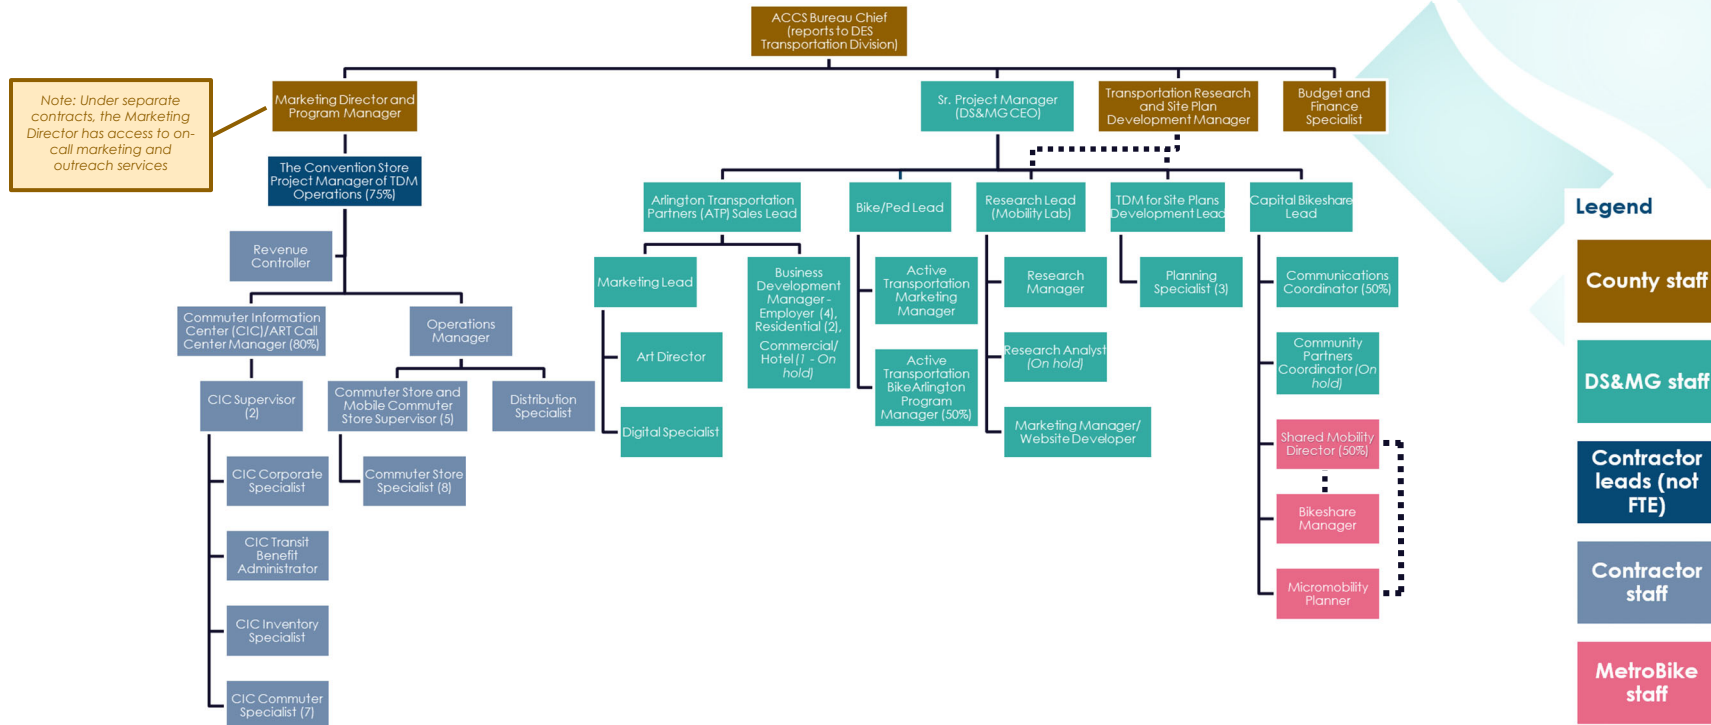 ACCS Bureau Chief
(reports to DES
Transportation Division)
Note: Under separate
contracts, the Marketing
Director has access to on-
call marketing and
outreach services
Marketing Director and
Program Manager
Sr. Project Manager
(DS&MG CEO)
Transportation Research
and Site Plan
Development Manager
Budget and
Finance
Specialist
The Convention Store
Project Manager of TDM
Operations (75%)
Revenue
Controller
Commuter Information
Center (CIC)/ART Call
Center Manager (80%)
Operations
Manager
CIC Supervisor
(2)
Commuter Store and
Mobile Commuter
Store Supervisor (5)
Distribution
Specialist
CIC Corporate
Specialist
Commuter Store
Specialist (8)
CIC Transit
Benefit
Administrator
CIC Inventory
Specialist
CIC Commuter
Specialist (7)
Arlington Transportation
Partners (ATP) Sales Lead
Bike/Ped Lead
Research Lead
(Mobility Lab)
TDM for Site Plans
Development Lead
Capital Bikeshare
Lead
Marketing Lead
Business
Development
Manager-
Employer (4),
Residential (2),
Commercial/
Hotel (1 - On
hold)
Art Director
Digital Specialist
Active
Transportation
Marketing
Manager
Active
Transportation
BikeArlington
Program
Manager (50%)
Research
Manager
Research Analyst
(On hold)
Marketing Manager/
Website Developer
Planning
Specialist (3)
Communications
Coordinator (50%)
Community
Partners
Coordinator (On
hold)
Shared Mobility
Director (50%)
Bikeshare
Manager
Micromobility
Planner
Legend
County staff
DS&MG staff
Contractor
leads (not
FTE)
Contractor
staff
MetroBike
staff